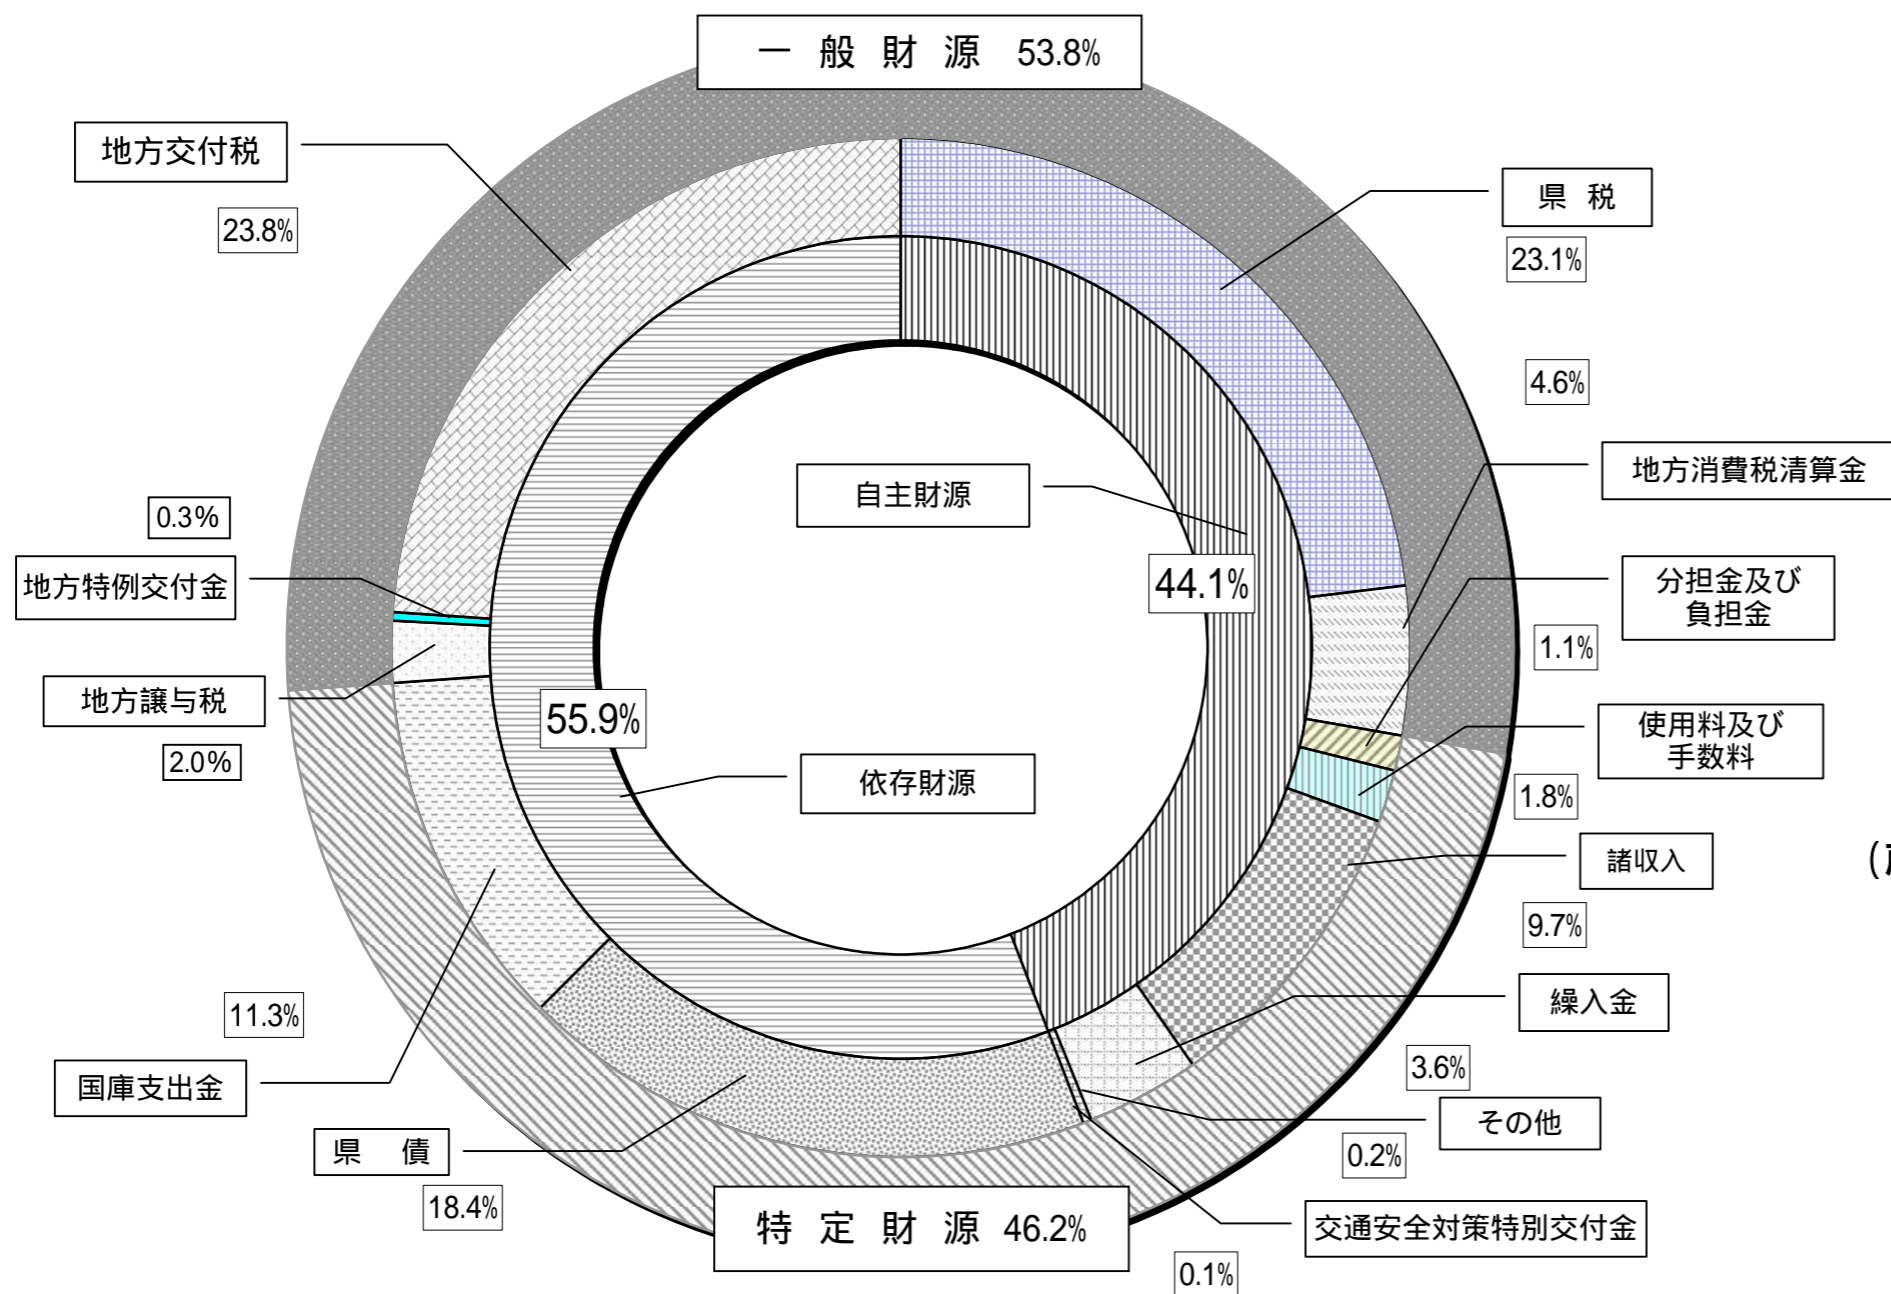 一般財源 53.8%
地方交付税
23.8%
県税
23.1%
4.6%
地方消費税清算金
分担金及び
負担金
1.1%
使用料及び
手数料
1.8%
諸収入
9.7%
繰入金
3.6%
その他
0.2%
交通安全対策特別交付金
0.1%
自主財源
44.1%
55.9%
依存財源
0.3%
地方特例交付金
地方譲与税
2.0%
11.3%
国庫支出金
県債
18.4%
特定財源 46.2%
(